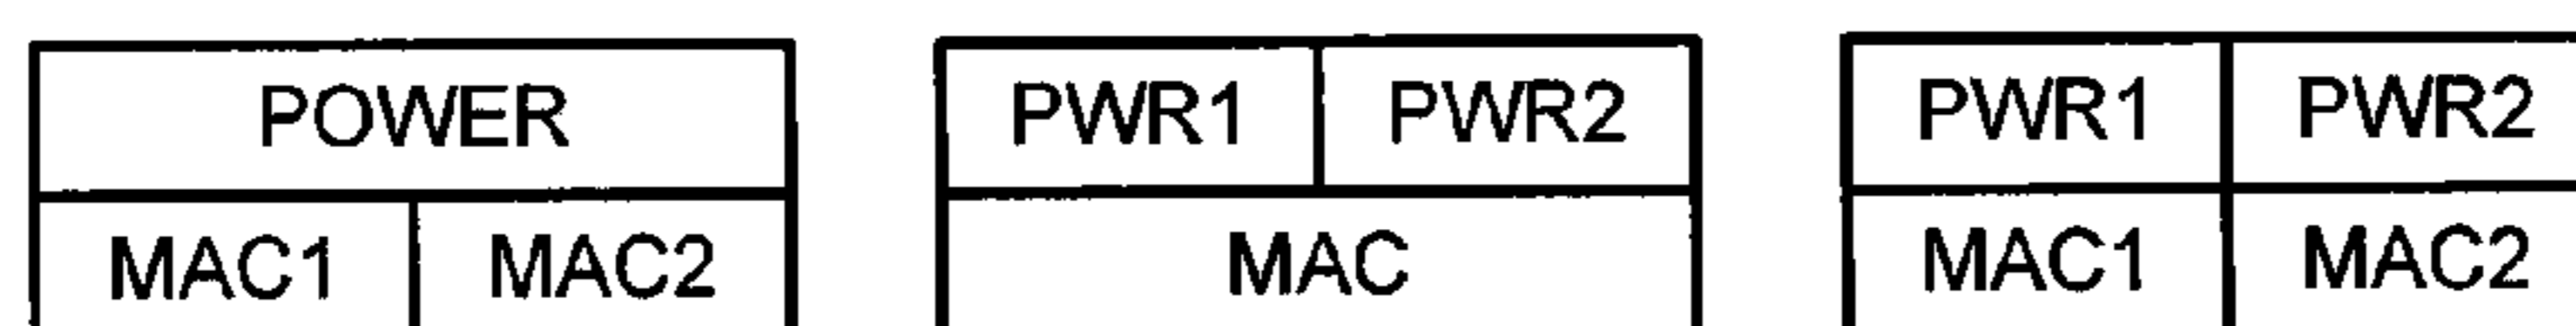 POWER PWR1 PWR2 PWR1 PWR2
MAC1 MAC2 MAC MAC1 MAC2